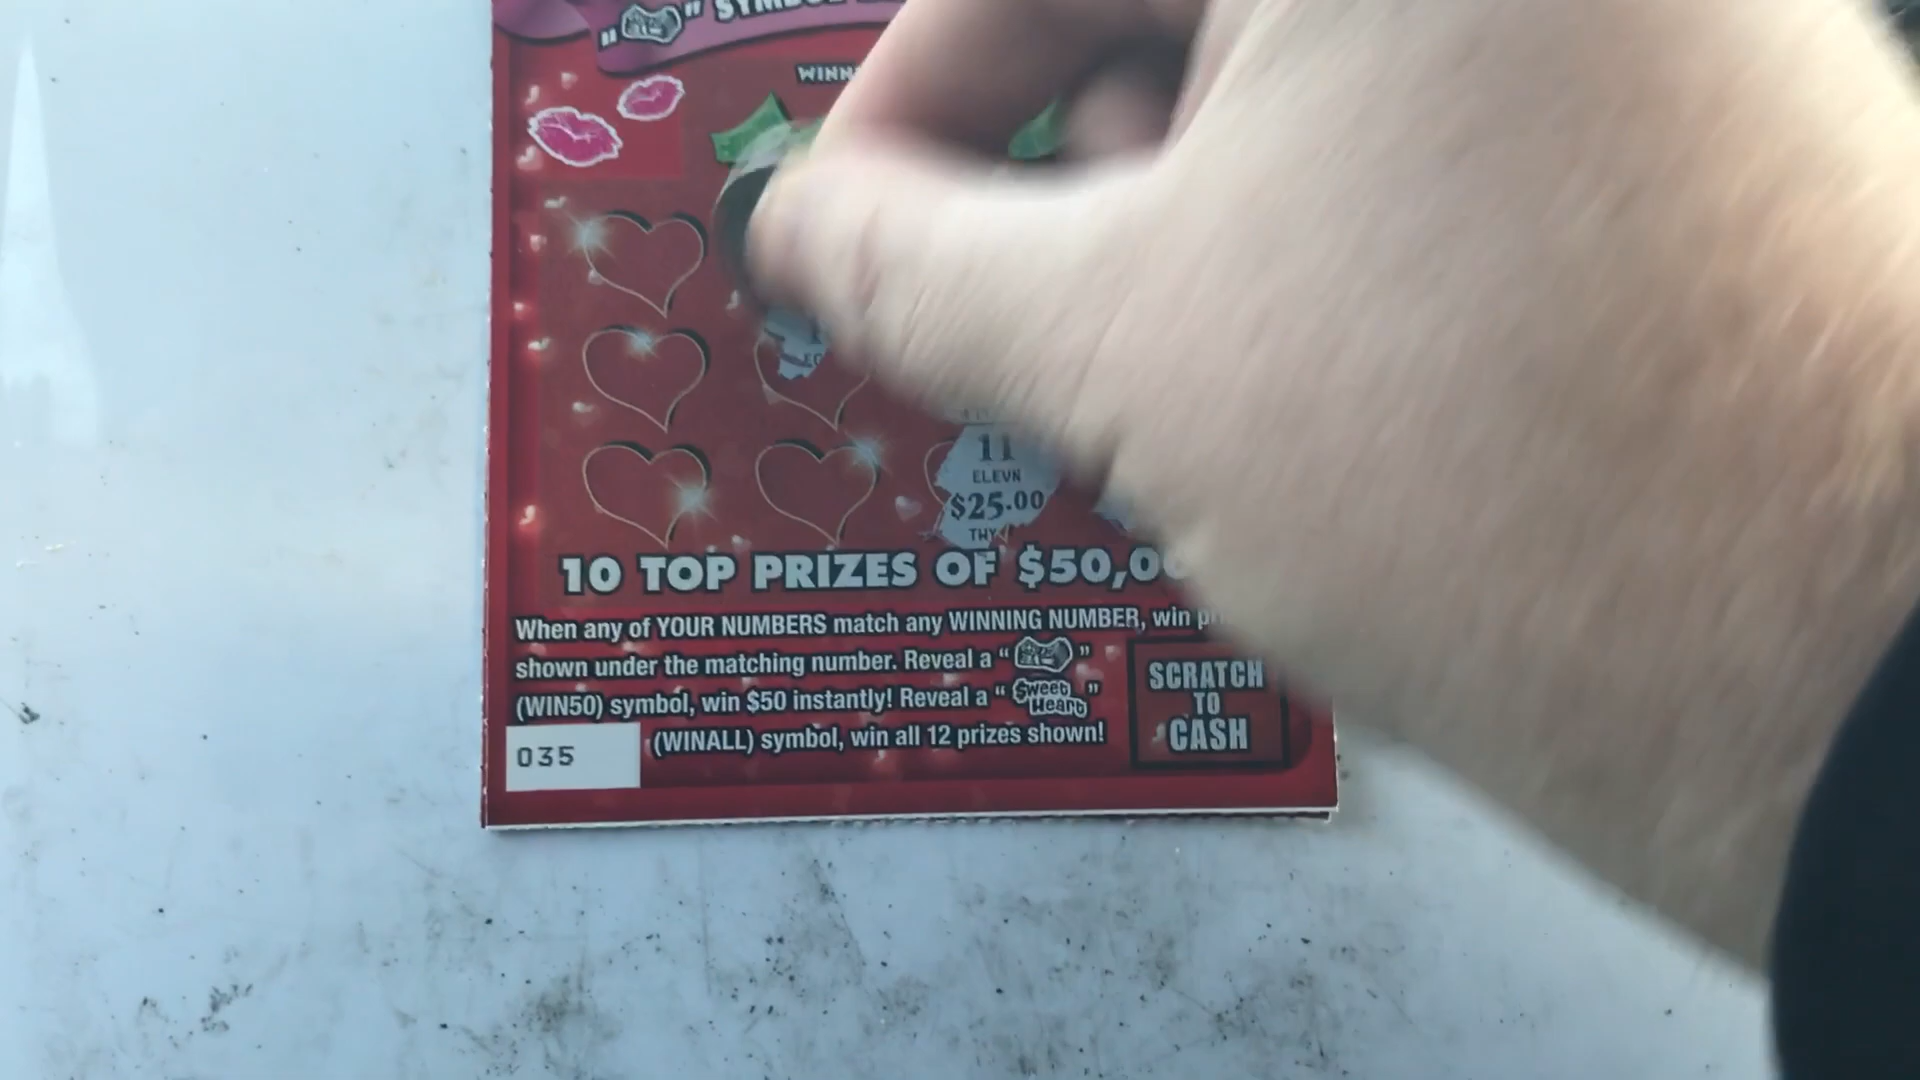 " " SYMBOL
11
ELEVN
$25.00
THY
10 TOP PRIZES OF $50,0
When any of YOUR NUMBERS match any WINNING NUMBER, win
shown under the matching number. Reveal a " "
(WIN50) symbol, win $50 instantly! Reveal a " Sweet Heart "
(WINALL) symbol, win all 12 prizes shown!
SCRATCH
TO
CASH
035